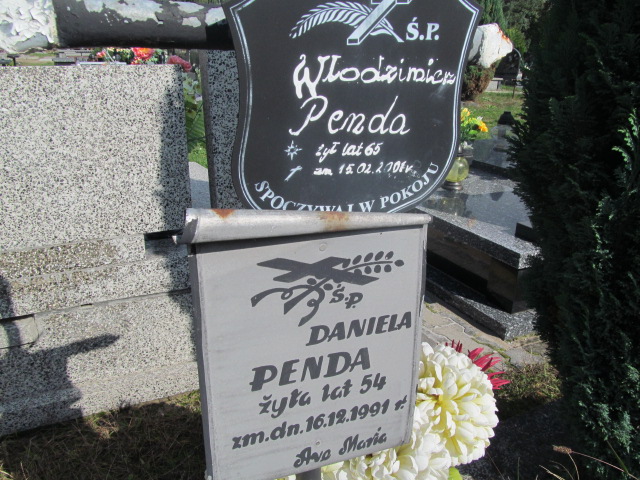 Ś.P.
Włodzimierz
Penda
żył lat 65
zm. 15.02.2001r.
SPOCZYWAJ W POKOJU
Ś.P.
DANIELA
PENDA
żyła lat 54
zm.dn.16.12.1991 r.
Ave Maria